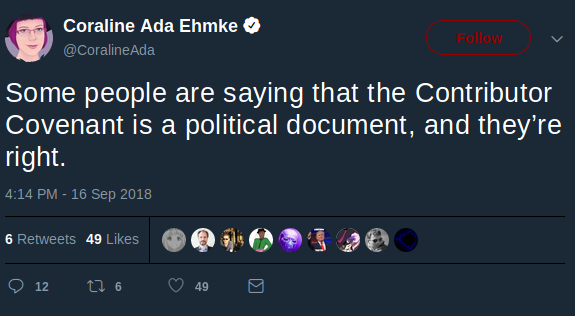 Coraline Ada Ehmke
@CoralineAda
Follow
Some people are saying that the Contributor
Covenant is a political document, and they’re
right.
4:14 PM - 16 Sep 2018
6 Retweets 49 Likes
12 6 49